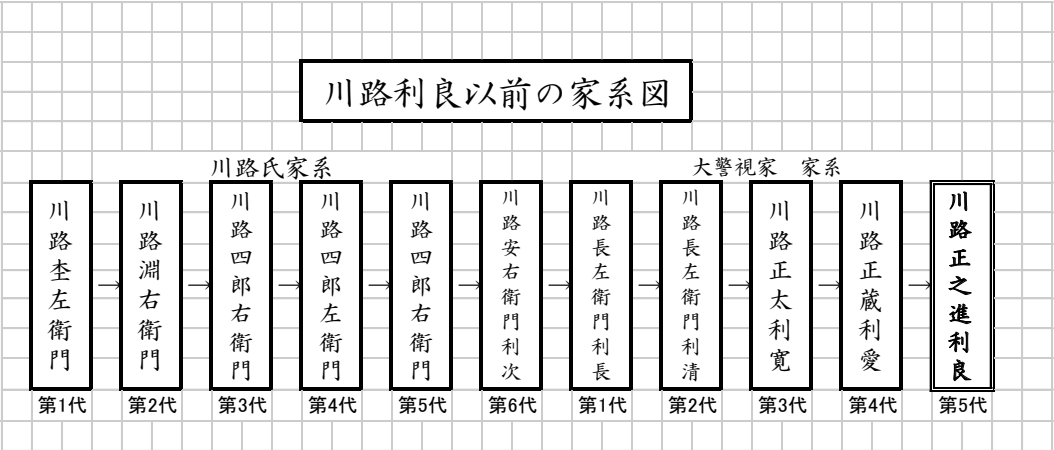 川路利良以前の家系図
川路氏家系
大警視家　家系
川路杢左衛門
→
川路淵右衛門
→
川路四郎右衛門
→
川路四郎左衛門
→
川路四郎右衛門
→
川路安右衛門利次
→
川路長左衛門利長
→
川路長左衛門利清
→
川路正太利寛
→
川路正蔵利愛
→
川路正之進利良
第1代
第2代
第3代
第4代
第5代
第6代
第1代
第2代
第3代
第4代
第5代